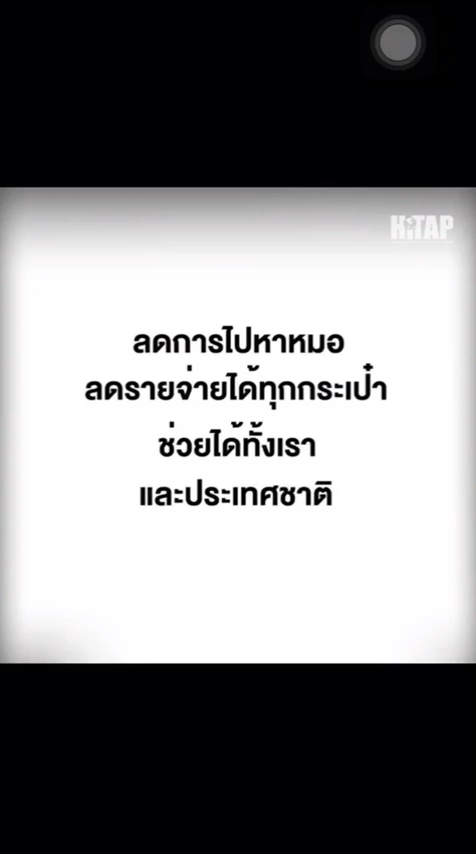 HITAP
ลดการไปหาหมอ
ลดรายจ่ายได้ทุกกระเป๋า
ช่วยได้ทั้งเรา
และประเทศชาติ